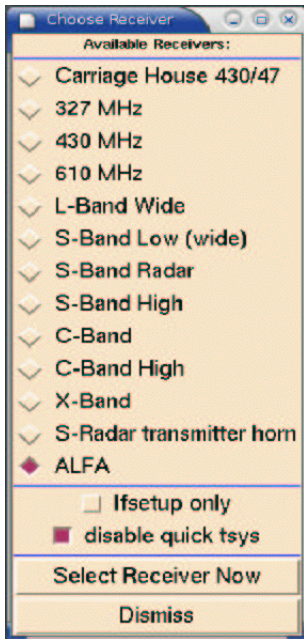 Choose Receiver
Available Receivers:
Carriage House 430/47
327 MHz
430 MHz
610 MHz
L-Band Wide
S-Band Low (wide)
S-Band Radar
S-Band High
C-Band
C-Band High
X-Band
S-Radar transmitter horn
ALFA
Ifsetup only
disable quick tsys
Select Receiver Now
Dismiss